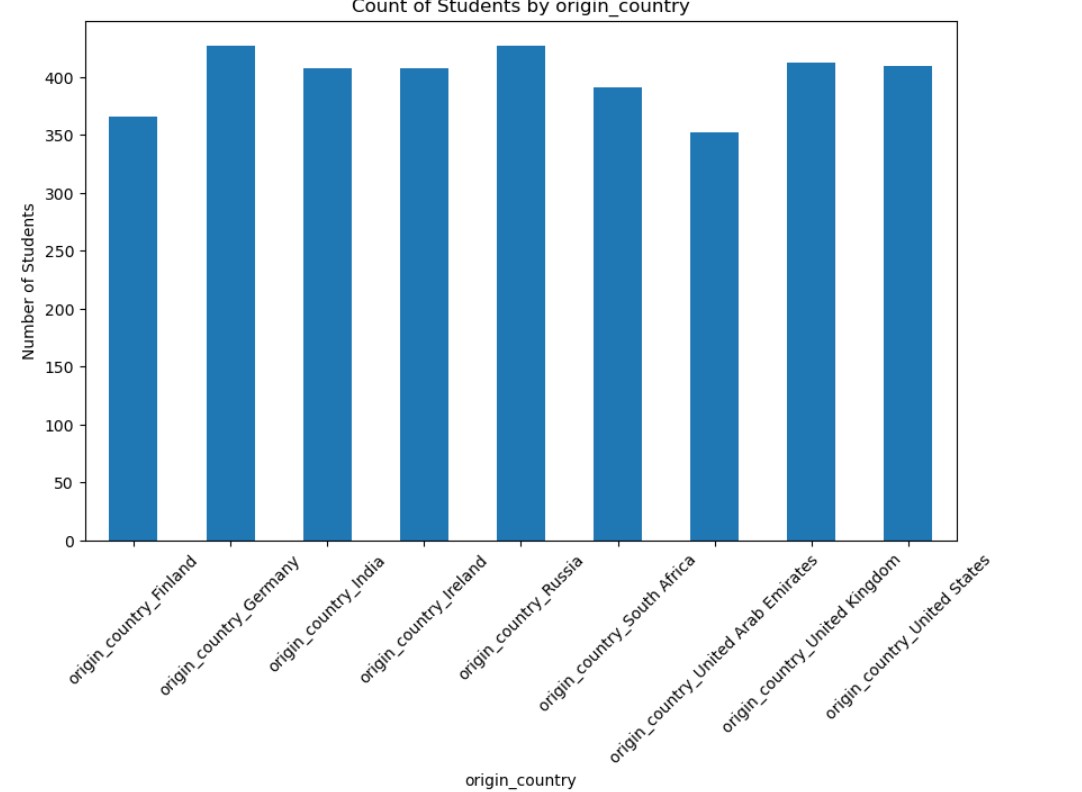 Count of Students by origin_country
Number of Students
400
350
300
250
200
150
100
50
0
origin_country_Finland
origin_country_Germany
origin_country_India
origin_country_Ireland
origin_country_Russia
origin_country_South Africa
origin_country_United Arab Emirates
origin_country_United Kingdom
origin_country_United States
origin_country